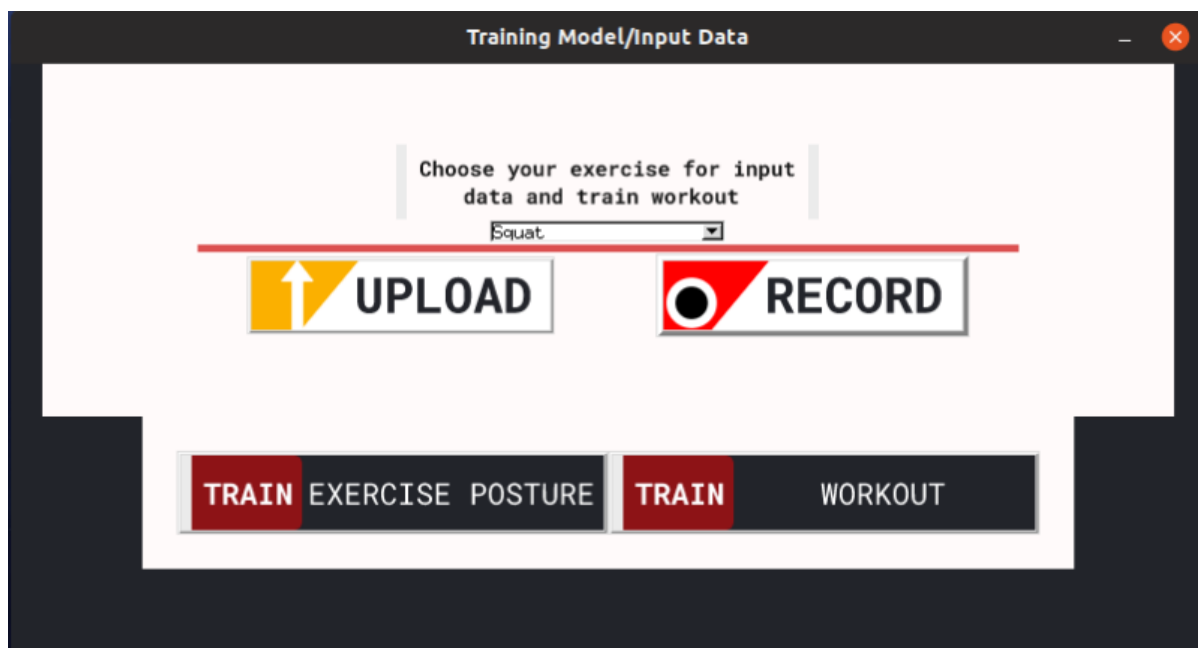 Training Model/Input Data
Choose your exercise for input
data and train workout
Squat
UPLOAD
RECORD
TRAIN EXERCISE POSTURE
TRAIN WORKOUT